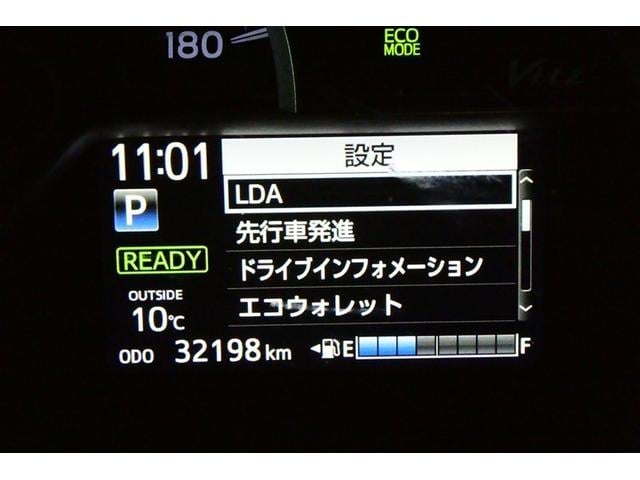 180
ECO
MODE
Vitz
11:01
設定
LDA
P
先行車発進
READY
ドライブインフォメーション
OUTSIDE
10℃
エコウォレット
ODO 32198 km
E F